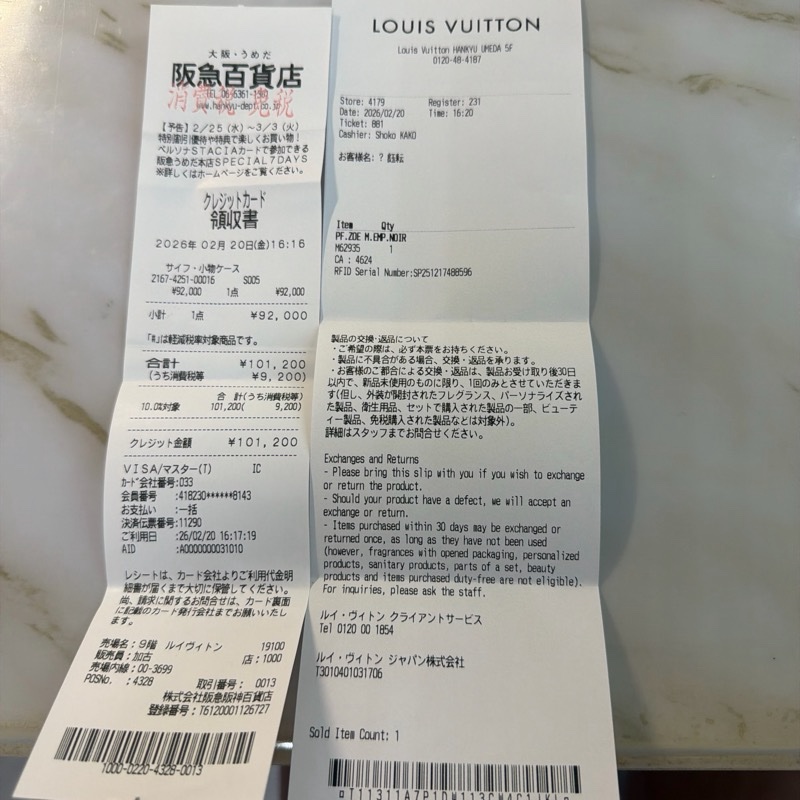 大阪・うめだ
阪急百貨店
TEL 06-6361-1381
消費税 免税
www.hankyu-dept.co.jp
【予告】2/25(水)~3/3(火)
特別割引優待や特典で楽しくお買い物!
ペルソナSTACIAカードで参加できる
阪急うめだ本店SPECIAL7DAYS
※詳しくはホームページをご覧ください。
クレジットカード
領収書
2026年 02月 20日(金)16:16
サイフ・小物ケース
2167-4251-00016 S005
¥92,000 1点 ¥92,000
小計 1点 ¥92,000
「#」は軽減税率対象商品です。
合計 ¥101,200
(うち消費税等 ¥9,200)
合 計(うち消費税等)
10.0%対象 101,200( 9,200)
クレジット金額 ¥101,200
VISA/マスター(T) IC
カード会社番号:033
会員番号 :418230******8143
お支払い :一括
決済伝票番号:11290
ご利用日 :26/02/20 16:17:19
AID :A0000000031010
レシートは、カード会社よりご利用代金明
細書が届くまで大切に保管してください。
尚、請求に関するお問合せは、カード裏面
に記載のカード発行会社までお願いいたし
ます。
売場名:9階 ルイヴィトン 19100
販売員:加古 店:1000
売場内線:00-3699
POSNo. :4328 取引番号: 0013
株式会社阪急阪神百貨店
登録番号:T6120001126727
1000-0220-4328-0013
LOUIS VUITTON
Louis Vuitton HANKYU UMEDA 5F
0120-48-4187
Store: 4179 Register: 231
Date: 2026/02/20 Time: 16:20
Ticket: 881
Cashier: Shoko KAKO
お客様名: ?
Item Qty
PF.ZOE M.EMP.NOIR
M62935 1
CA : 4624
RFID Serial Number:SP251217488596
製品の交換・返品について
・ご希望の際は、必ず本票をお持ちください。
・製品に不具合がある場合、交換・返品を承ります。
・お客様のご都合による交換・返品は、製品お受け取り後30日
以内で、新品未使用のものに限り、1回のみとさせていただきま
す(但し、外装が開封されたフレグランス、パーソナライズされ
た製品、衛生用品、セットで購入された製品の一部、ビューテ
ィー製品、免税購入された製品などは対象外)。
詳細はスタッフまでお問合せください。
Exchanges and Returns
- Please bring this slip with you if you wish to exchange
or return the product.
- Should your product have a defect, we will accept an
exchange or return.
- Items purchased within 30 days may be exchanged or
returned once, as long as they have not been used
(however, fragrances with opened packaging, personalized
products, sanitary products, parts of a set, beauty
products and items purchased duty-free are not eligible).
For inquiries, please ask the staff.
ルイ・ヴィトン クライアントサービス
Tel 0120 00 1854
ルイ・ヴィトン ジャパン株式会社
T3010401031706
Sold Item Count: 1